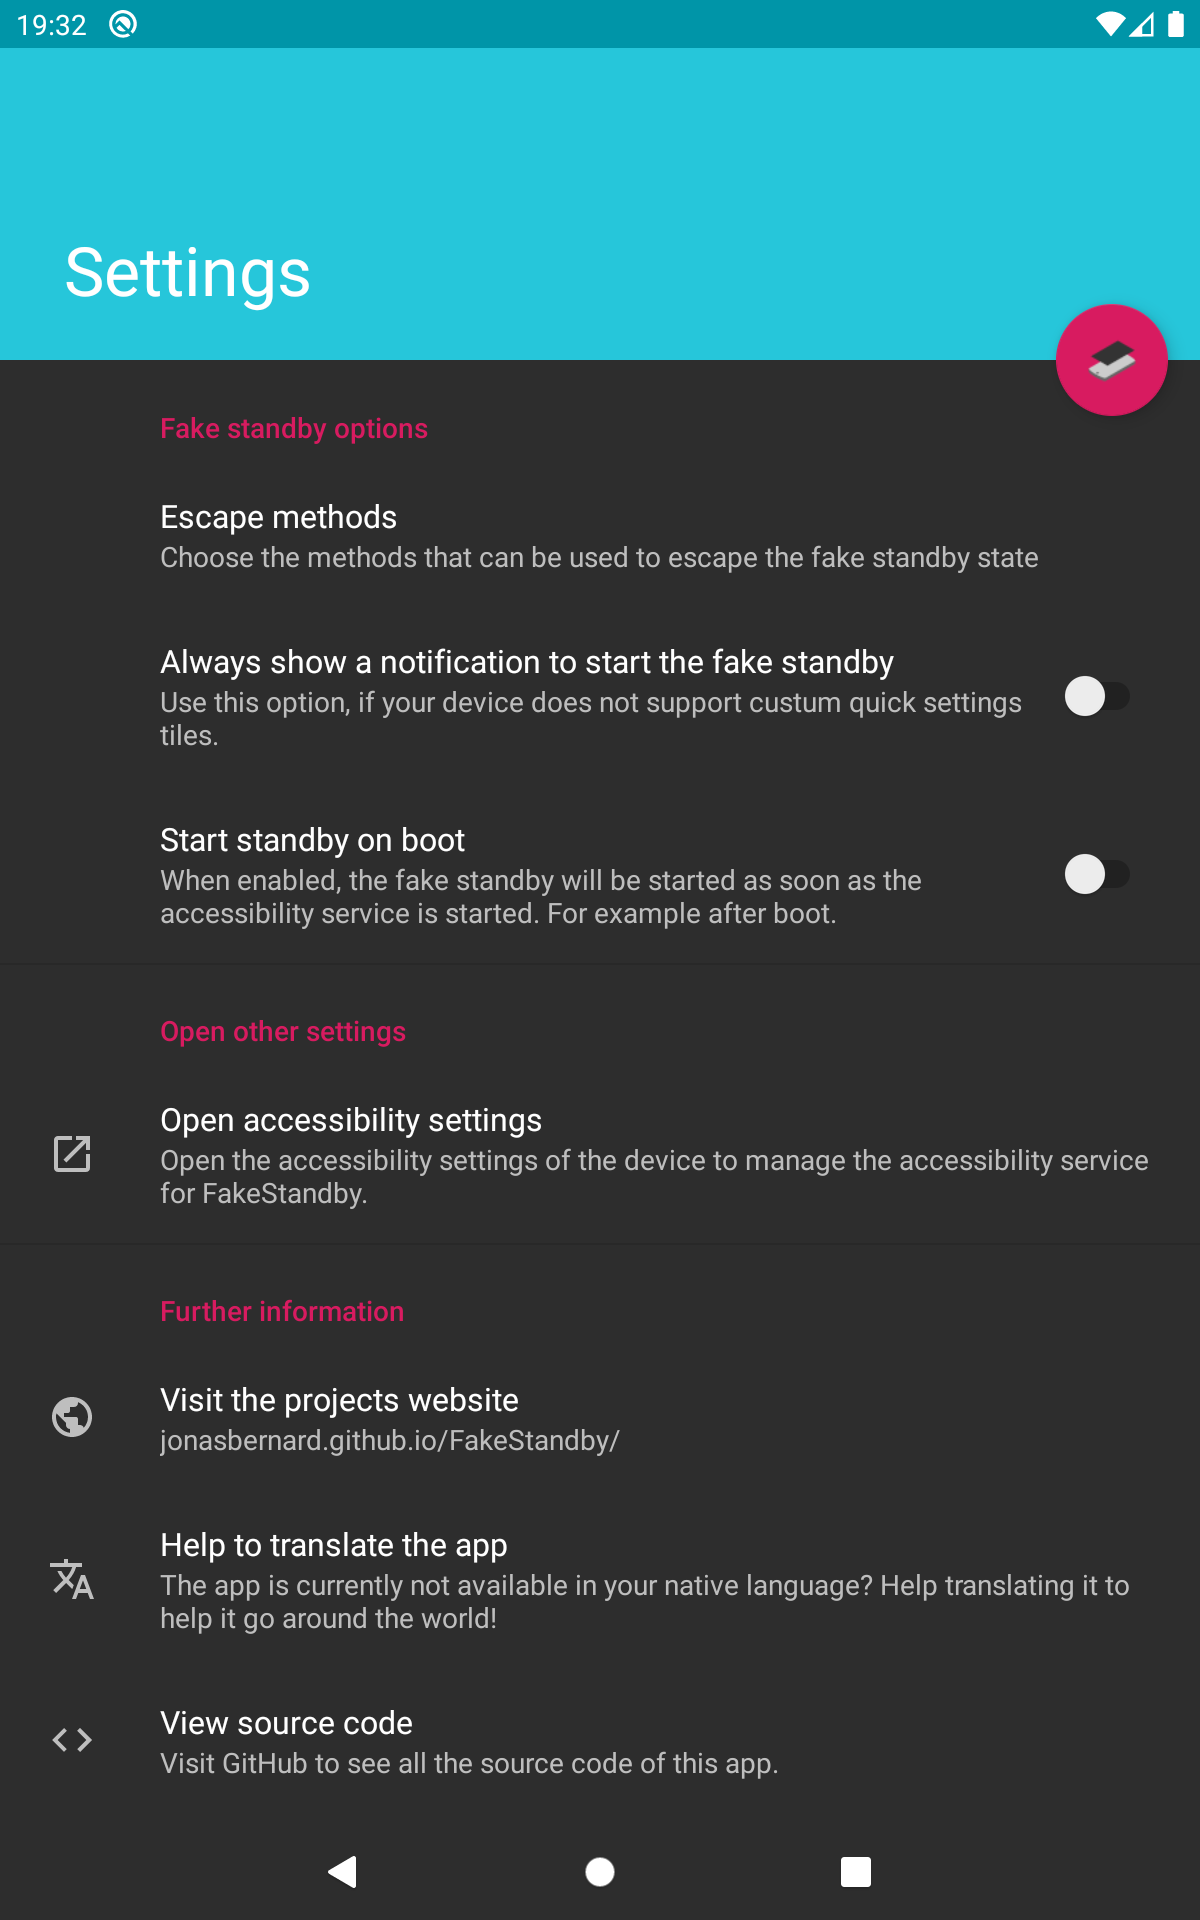 19:32
Settings
Fake standby options
Escape methods
Choose the methods that can be used to escape the fake standby state
Always show a notification to start the fake standby
Use this option, if your device does not support custum quick settings
tiles.
Start standby on boot
When enabled, the fake standby will be started as soon as the
accessibility service is started. For example after boot.
Open other settings
Open accessibility settings
Open the accessibility settings of the device to manage the accessibility service
for FakeStandby.
Further information
Visit the projects website
jonasbernard.github.io/FakeStandby/
Help to translate the app
The app is currently not available in your native language? Help translating it to
help it go around the world!
View source code
Visit GitHub to see all the source code of this app.